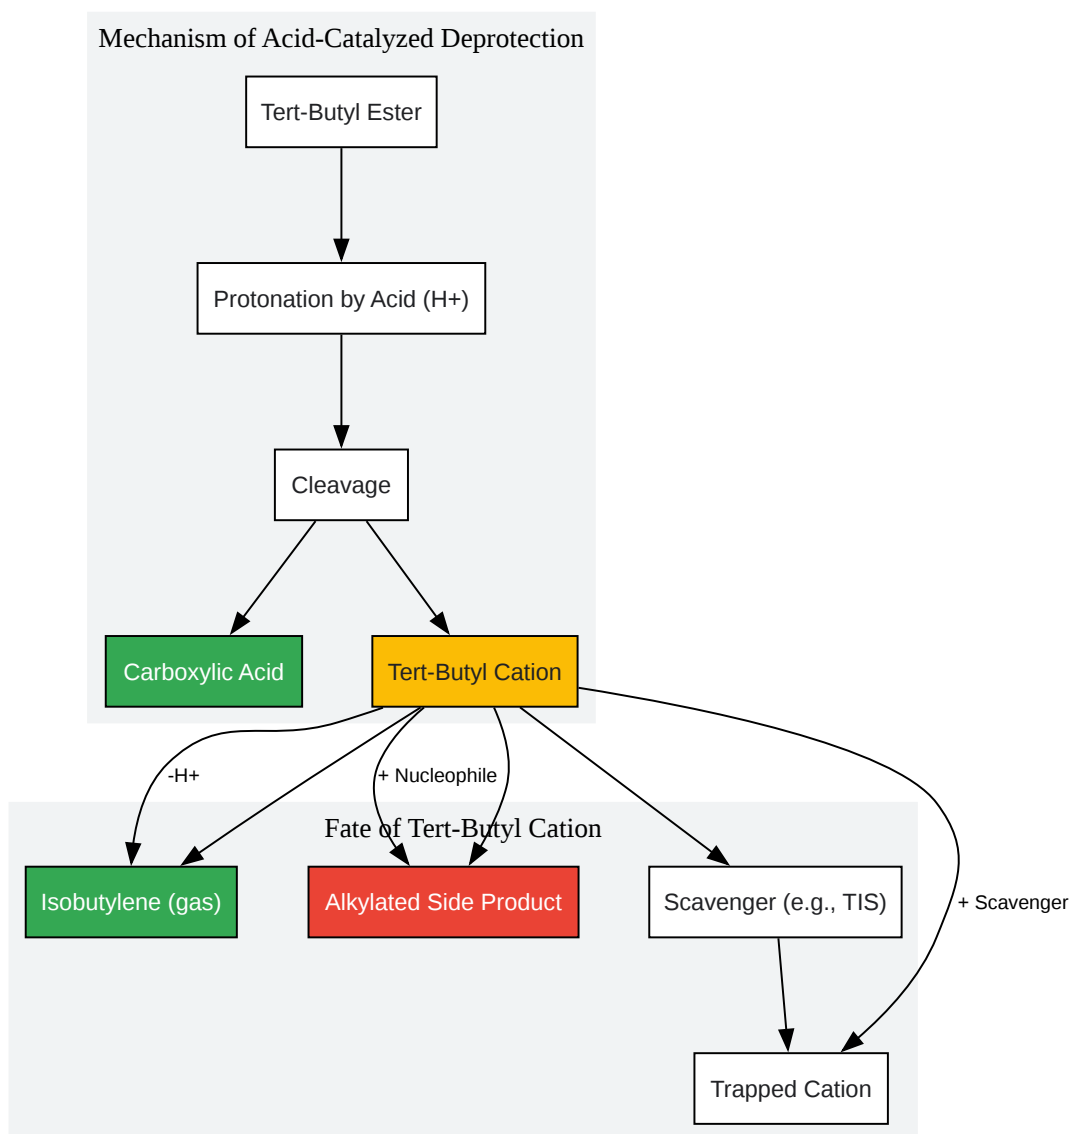 Mechanism of Acid-Catalyzed Deprotection
Tert-Butyl Ester
Protonation by Acid (H+)
Cleavage
Carboxylic Acid
Tert-Butyl Cation
-H+
+ Nucleophile
Fate of Tert-Butyl Cation
Isobutylene (gas)
Alkylated Side Product
Scavenger (e.g., TIS)
+ Scavenger
Trapped Cation